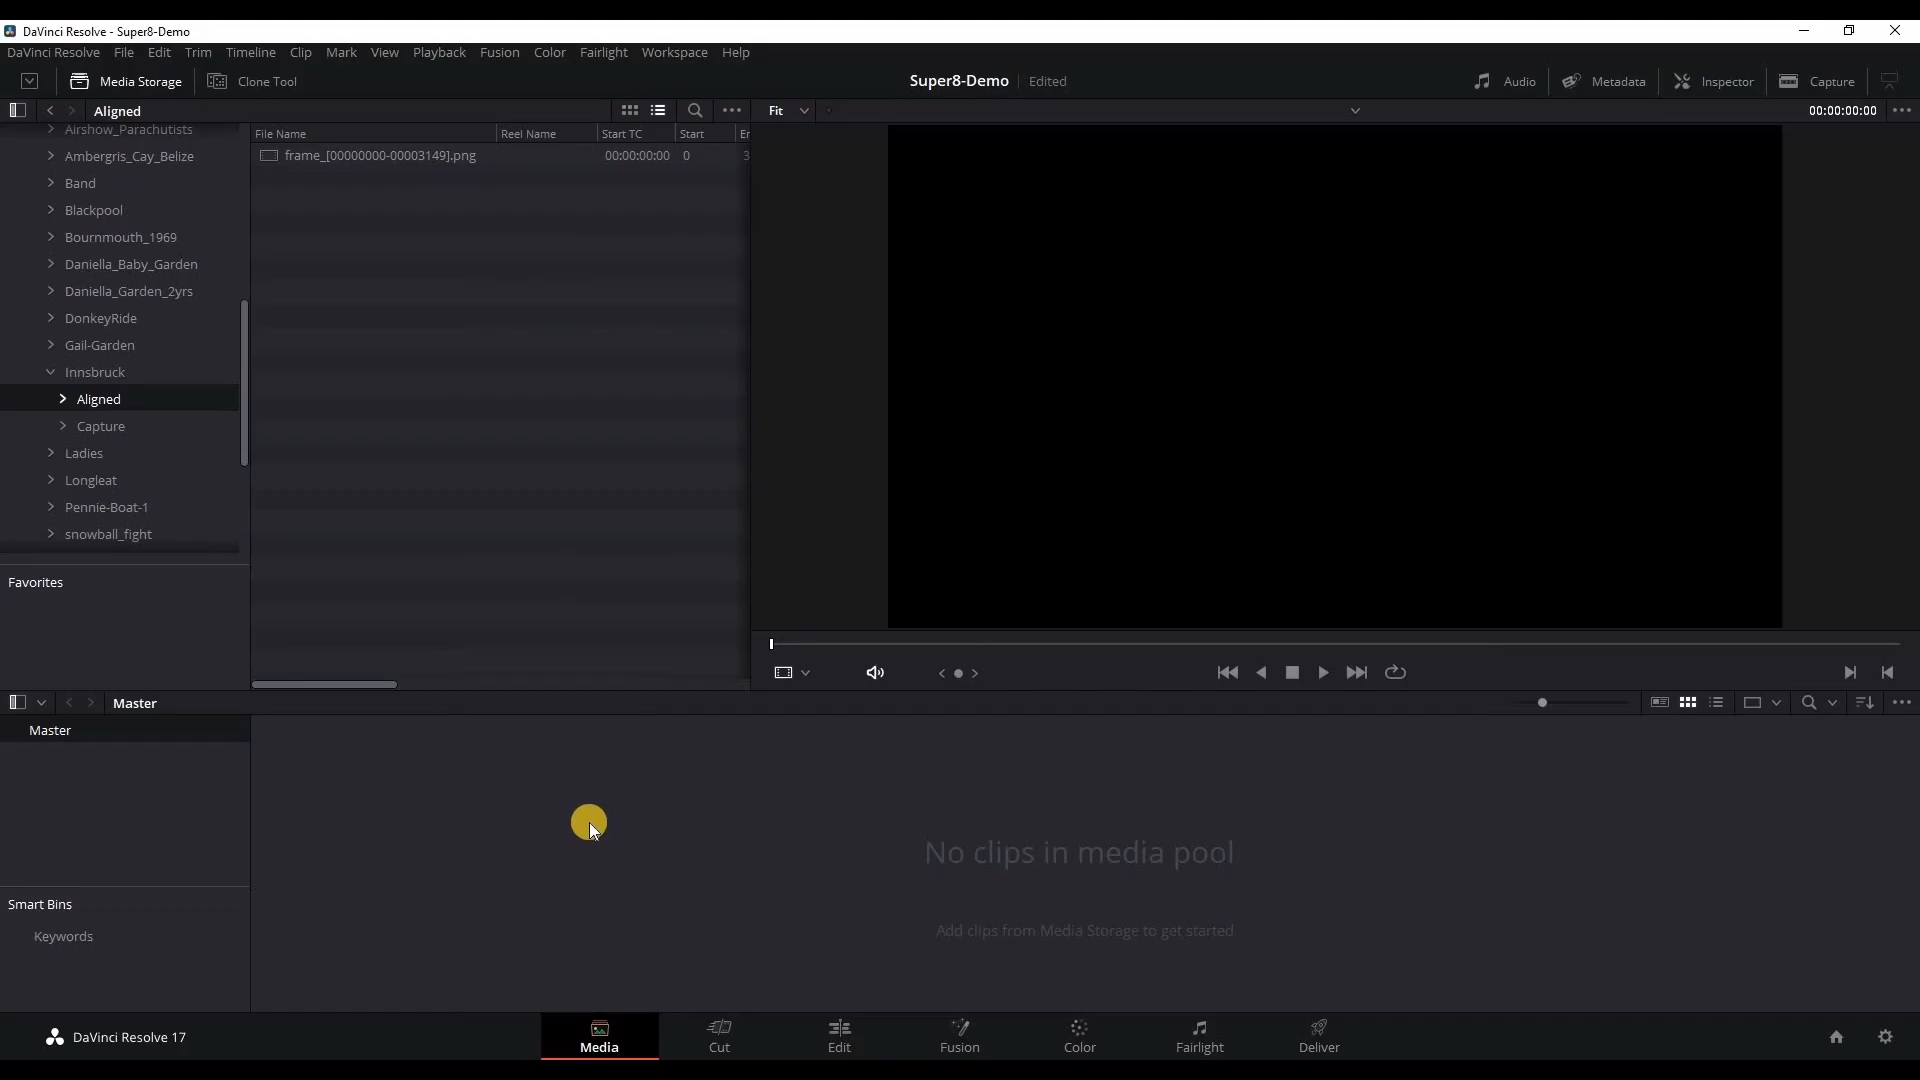 DaVinci Resolve - Super8-Demo
DaVinci Resolve File Edit Trim Timeline Clip Mark View Playback Fusion Color Fairlight Workspace Help
Media Storage Clone Tool Super8-Demo Edited Audio Metadata Inspector Capture
Aligned Fit 00:00:00:00
File Name Reel Name Start TC Start
frame_[00000000-00003149].png 00:00:00:00 0 3
Airshow_Parachutists
Ambergris_Cay_Belize
Band
Blackpool
Bournmouth_1969
Daniella_Baby_Garden
Daniella_Garden_2yrs
DonkeyRide
Gail-Garden
Innsbruck
Aligned
Capture
Ladies
Longleat
Pennie-Boat-1
snowball_fight
Favorites
Master
Master
No clips in media pool
Add clips from Media Storage to get started
Smart Bins
Keywords
DaVinci Resolve 17
Media Cut Edit Fusion Color Fairlight Deliver